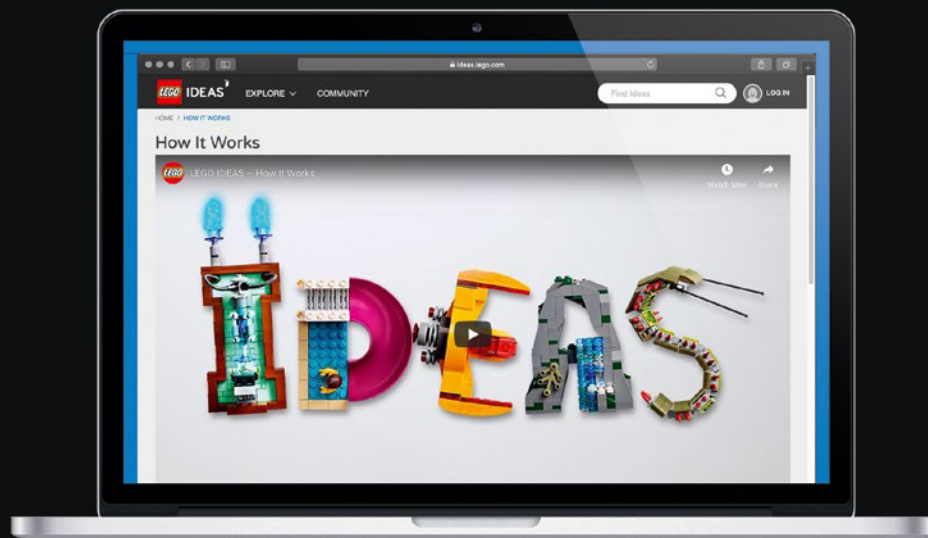 ideas.lego.com
LEGO IDEAS EXPLORE COMMUNITY Find Ideas LOG IN
HOME / HOW IT WORKS
How It Works
LEGO LEGO IDEAS – How it Works
Watch later Share
IDEAS